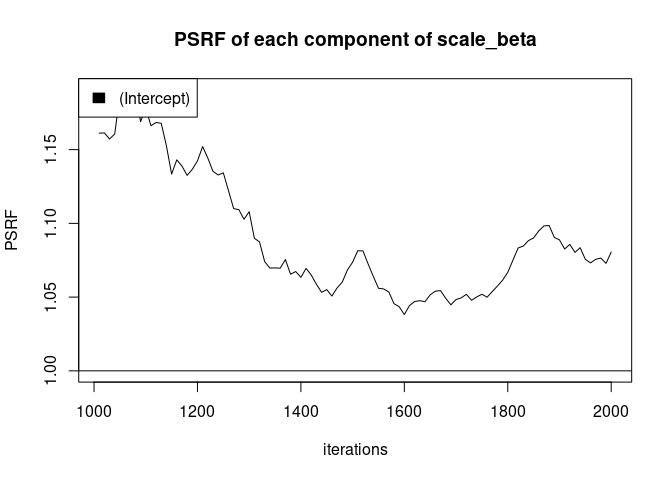 PSRF of each component of scale_beta
(Intercept)
PSRF
1.15
1.10
1.05
1.00
1000 1200 1400 1600 1800 2000
iterations